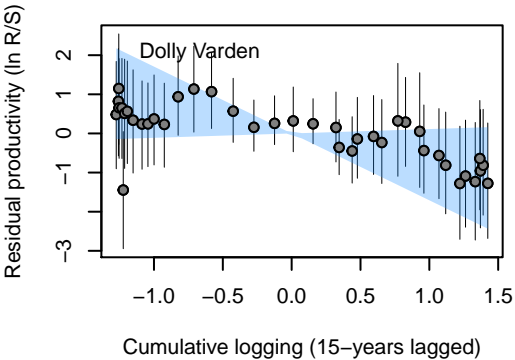 Dolly Varden
Residual productivity (ln R/S)
2
1
0
−1
−3
−1.0 −0.5 0.0 0.5 1.0 1.5
Cumulative logging (15−years lagged)